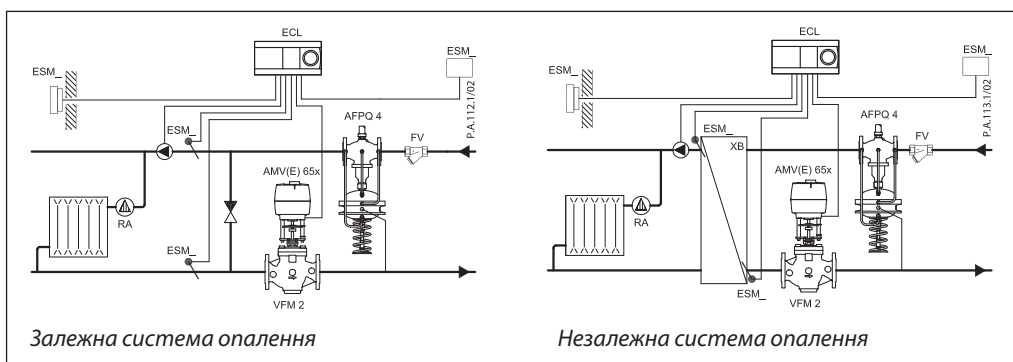 ECL
ESM_
ESM_
P.A.112.1/02
ESM_
AFPQ 4
FV
AMV(E) 65x
RA
ESM_
VFM 2
Залежна система опалення
ECL
ESM_
ESM_
P.A.113.1/02
ESM_
XB
AFPQ 4
FV
AMV(E) 65x
RA
ESM_
VFM 2
Незалежна система опалення